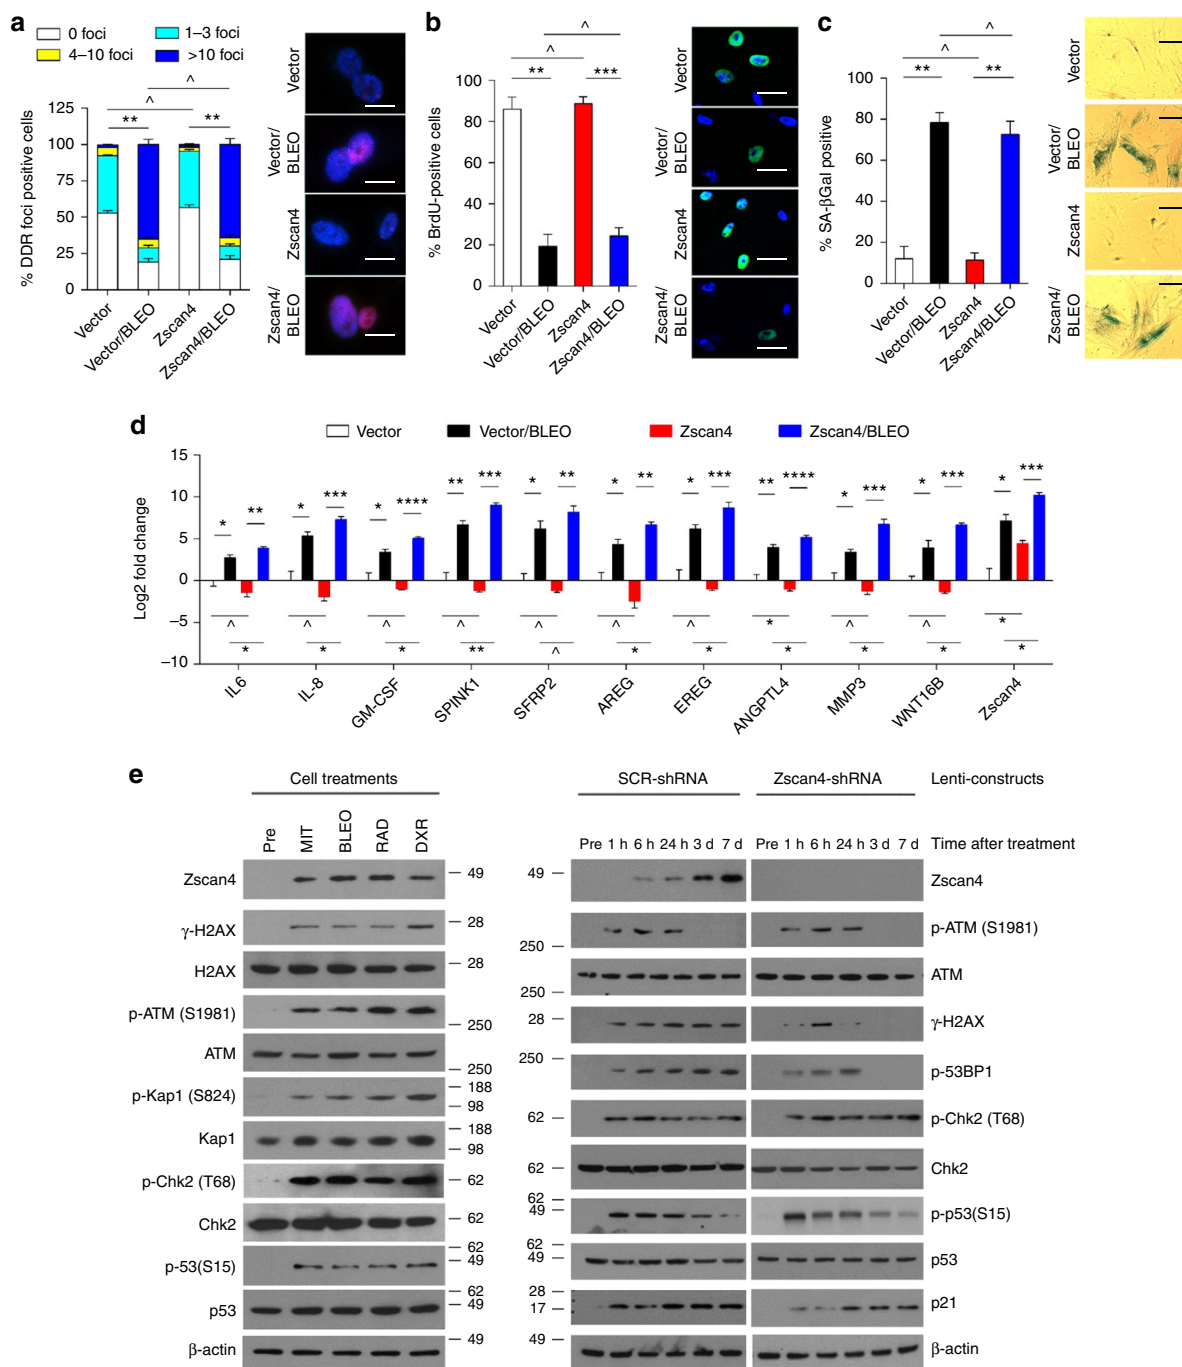 a
0 foci
1–3 foci
4–10 foci
>10 foci
% DDR foci positive cells
125
100
75
50
25
0
^
^
**
**
Vector
Vector/BLEO
Zscan4
Zscan4/BLEO
Vector
Vector/
BLEO
Zscan4
Zscan4/
BLEO
b
% BrdU-positive cells
100
80
60
40
20
0
^
^
**
***
Vector
Vector/BLEO
Zscan4
Zscan4/BLEO
Vector
Vector/
BLEO
Zscan4
Zscan4/
BLEO
c
% SA-βGal positive
100
80
60
40
20
0
^
^
**
**
Vector
Vector/BLEO
Zscan4
Zscan4/BLEO
Vector
Vector/
BLEO
Zscan4
Zscan4/
BLEO
d
Vector
Vector/BLEO
Zscan4
Zscan4/BLEO
Log2 fold change
15
10
5
0
–5
–10
* ** * *** * **** ** *** * ** * ** * *** ** **** * *** * *** * ***
^ ^ ^ ^ ^ ^ ^ * ^ ^ *
* * * ** ^ * * * * * *
IL6
IL-8
GM-CSF
SPINK1
SFRP2
AREG
EREG
ANGPTL4
MMP3
WNT16B
Zscan4
e
Cell treatments
Pre
MIT
BLEO
RAD
DXR
Zscan4
49
γ-H2AX
28
H2AX
28
p-ATM (S1981)
250
ATM
250
p-Kap1 (S824)
188
98
Kap1
188
98
p-Chk2 (T68)
62
Chk2
62
p-53(S15)
62
49
p53
62
49
β-actin
49
SCR-shRNA
Zscan4-shRNA
Lenti-constructs
Pre 1 h 6 h 24 h 3 d 7 d
Pre 1 h 6 h 24 h 3 d 7 d
Time after treatment
49
Zscan4
250
p-ATM (S1981)
250
ATM
28
γ-H2AX
250
p-53BP1
62
p-Chk2 (T68)
62
Chk2
62
49
p-p53(S15)
62
49
p53
28
17
p21
49
β-actin